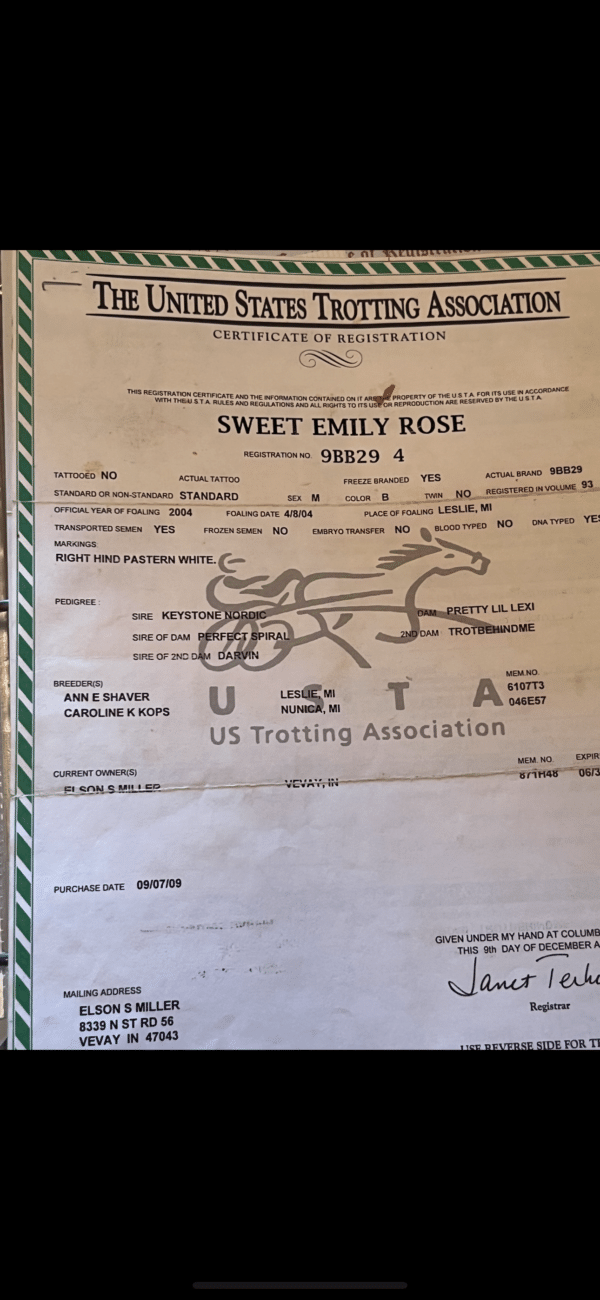 THE UNITED STATES TROTTING ASSOCIATION
CERTIFICATE OF REGISTRATION
THIS REGISTRATION CERTIFICATE AND THE INFORMATION CONTAINED ON IT ARE THE PROPERTY OF THE U.S.T.A. FOR ITS USE IN ACCORDANCE
WITH THE U.S.T.A. RULES AND REGULATIONS AND ALL RIGHTS TO ITS USE OR REPRODUCTION ARE RESERVED BY THE U.S.T.A.
SWEET EMILY ROSE
REGISTRATION NO. 9BB29 4
TATTOOED NO ACTUAL TATTOO FREEZE BRANDED YES ACTUAL BRAND 9BB29
STANDARD OR NON-STANDARD STANDARD SEX M COLOR B TWIN NO REGISTERED IN VOLUME 93
OFFICIAL YEAR OF FOALING 2004 FOALING DATE 4/8/04 PLACE OF FOALING LESLIE, MI
TRANSPORTED SEMEN YES FROZEN SEMEN NO EMBRYO TRANSFER NO BLOOD TYPED NO DNA TYPED YES
MARKINGS
RIGHT HIND PASTERN WHITE.
PEDIGREE :
SIRE KEYSTONE NORDIC DAM PRETTY LIL LEXI
SIRE OF DAM PERFECT SPIRAL 2ND DAM TROTBEHINDME
SIRE OF 2ND DAM DARVIN
BREEDER(S) MEM.NO.
ANN E SHAVER LESLIE, MI 6107T3
CAROLINE K KOPS NUNICA, MI 046E57
U S T A
US Trotting Association
CURRENT OWNER(S) MEM. NO. EXPIR
ELSON S MILLER VEVAY, IN 871H48 06/3
PURCHASE DATE 09/07/09
GIVEN UNDER MY HAND AT COLUMB
THIS 9th DAY OF DECEMBER A
Janet Terhu
Registrar
MAILING ADDRESS
ELSON S MILLER
8339 N ST RD 56
VEVAY IN 47043
USE REVERSE SIDE FOR